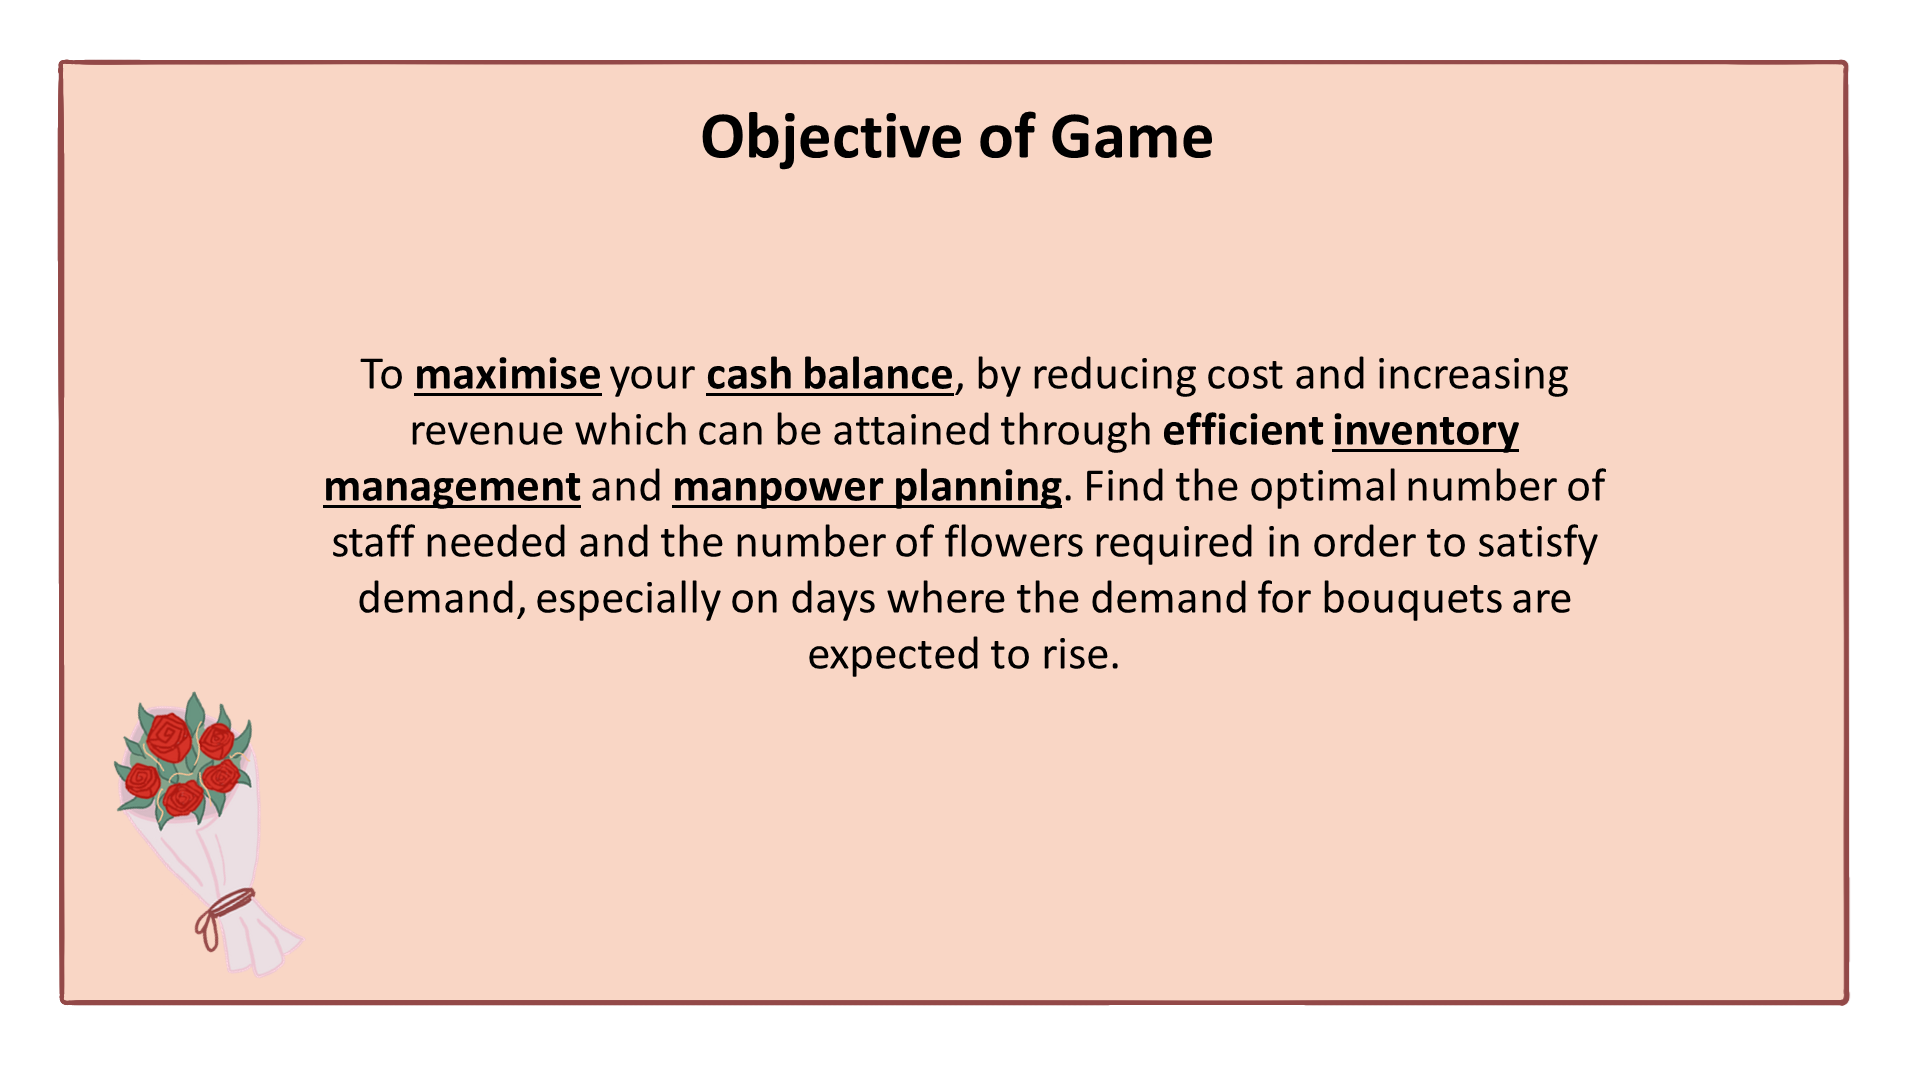 Objective of Game
To maximise your cash balance, by reducing cost and increasing
revenue which can be attained through efficient inventory
management and manpower planning. Find the optimal number of
staff needed and the number of flowers required in order to satisfy
demand, especially on days where the demand for bouquets are
expected to rise.